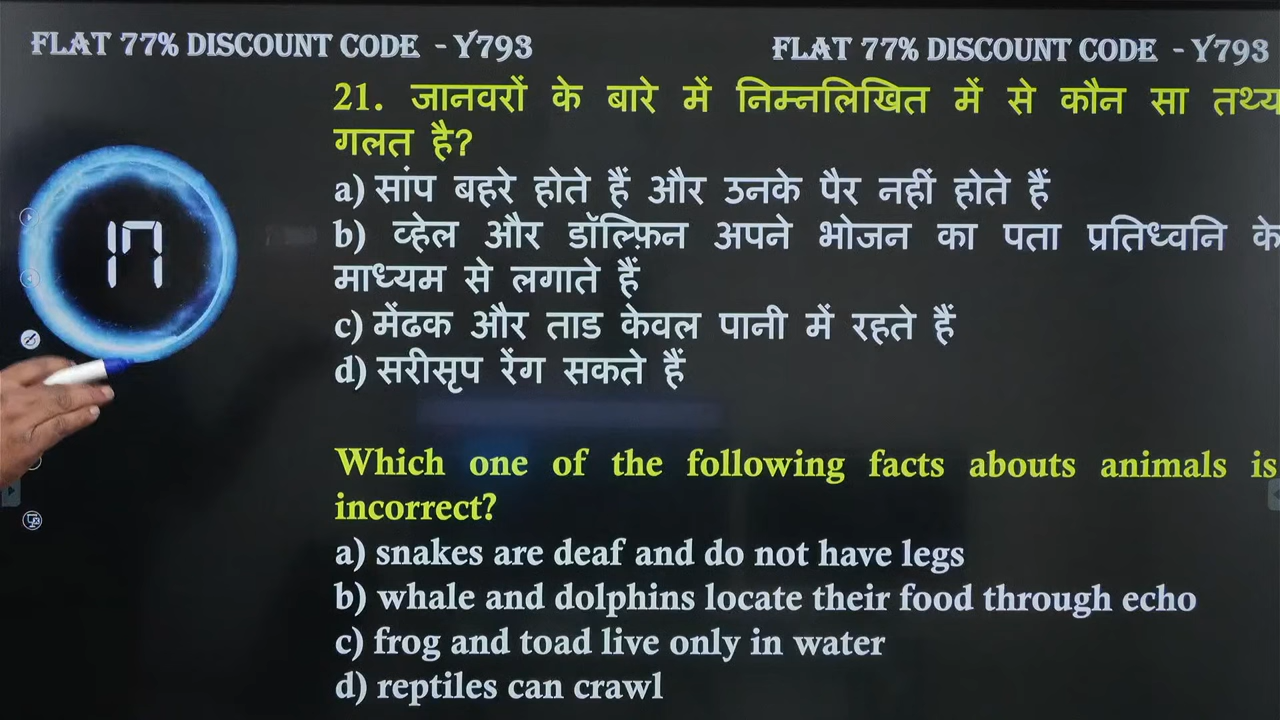 FLAT 77% DISCOUNT CODE - Y793
FLAT 77% DISCOUNT CODE - Y793
21. जानवरों के बारे में निम्नलिखित में से कौन सा तथ्य
गलत है?
a) सांप बहरे होते हैं और उनके पैर नहीं होते हैं
b) व्हेल और डॉल्फ़िन अपने भोजन का पता प्रतिध्वनि के
माध्यम से लगाते हैं
c) मेंढक और ताड केवल पानी में रहते हैं
d) सरीसृप रेंग सकते हैं
17
Which one of the following facts abouts animals is
incorrect?
a) snakes are deaf and do not have legs
b) whale and dolphins locate their food through echo
c) frog and toad live only in water
d) reptiles can crawl